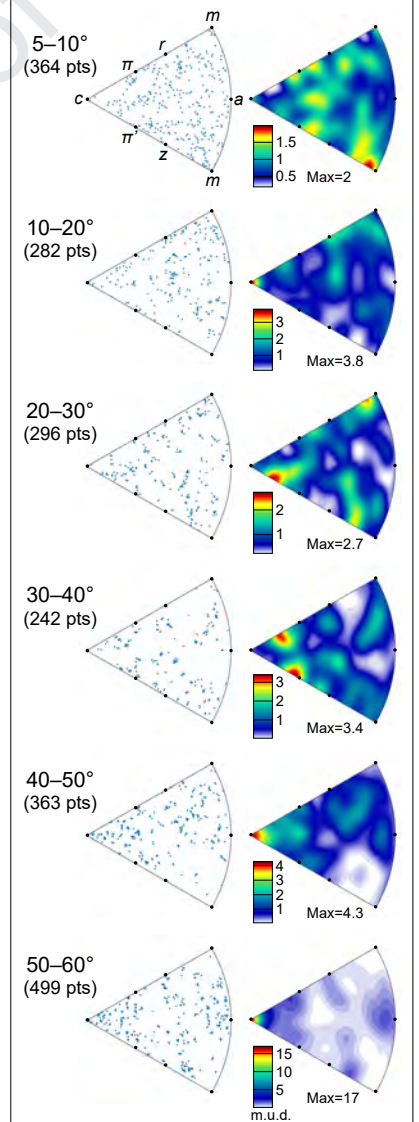 5–10°
(364 pts)
m
r
π
c
a
π'
z
m
1.5
1
0.5
Max=2
10–20°
(282 pts)
3
2
1
Max=3.8
20–30°
(296 pts)
2
1
Max=2.7
30–40°
(242 pts)
3
2
1
Max=3.4
40–50°
(363 pts)
4
3
2
1
Max=4.3
50–60°
(499 pts)
15
10
5
Max=17
m.u.d.